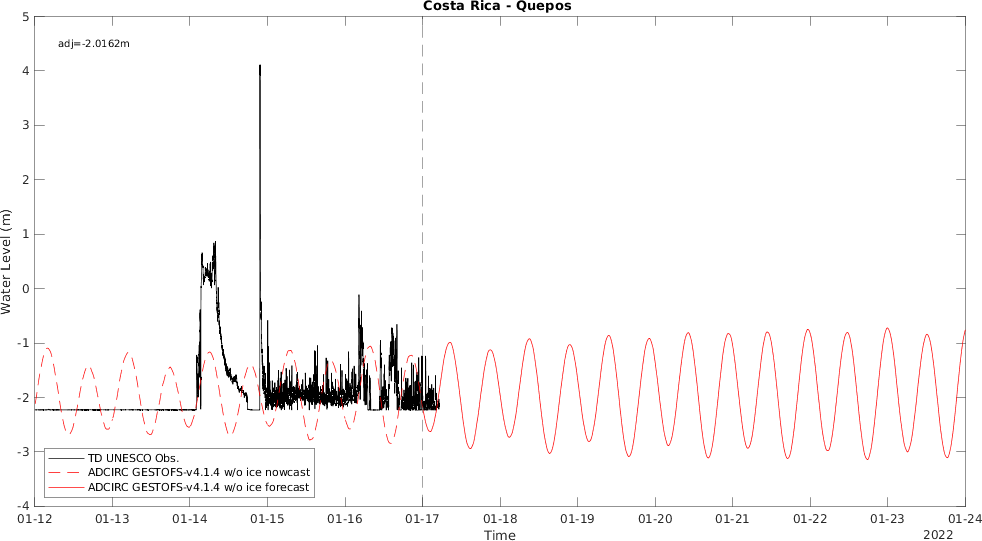 Costa Rica - Quepos
adj=-2.0162m
Water Level (m)
5
4
3
2
1
0
-1
-2
-3
-4
TD UNESCO Obs.
ADCIRC GESTOFS-v4.1.4 w/o ice nowcast
ADCIRC GESTOFS-v4.1.4 w/o ice forecast
01-12 01-13 01-14 01-15 01-16 01-17 01-18 01-19 01-20 01-21 01-22 01-23 01-24
Time
2022